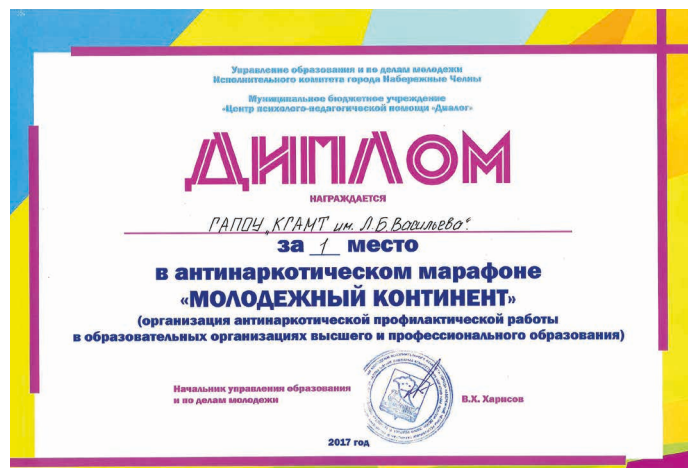 Управление образования и по делам молодежи
Исполнительного комитета города Набережные Челны
Муниципальное бюджетное учреждение
«Центр психолого-педагогической помощи «Диалог»
ДИПЛОМ
НАГРАЖДАЕТСЯ
ГАПОУ „КГАМТ им. Л.Б.Васильева“.
за 1 место
в антинаркотическом марафоне
«МОЛОДЕЖНЫЙ КОНТИНЕНТ»
(организация антинаркотической профилактической работы
в образовательных организациях высшего и профессионального образования)
Начальник управления образования
и по делам молодежи
В.Х. Харисов
2017 год